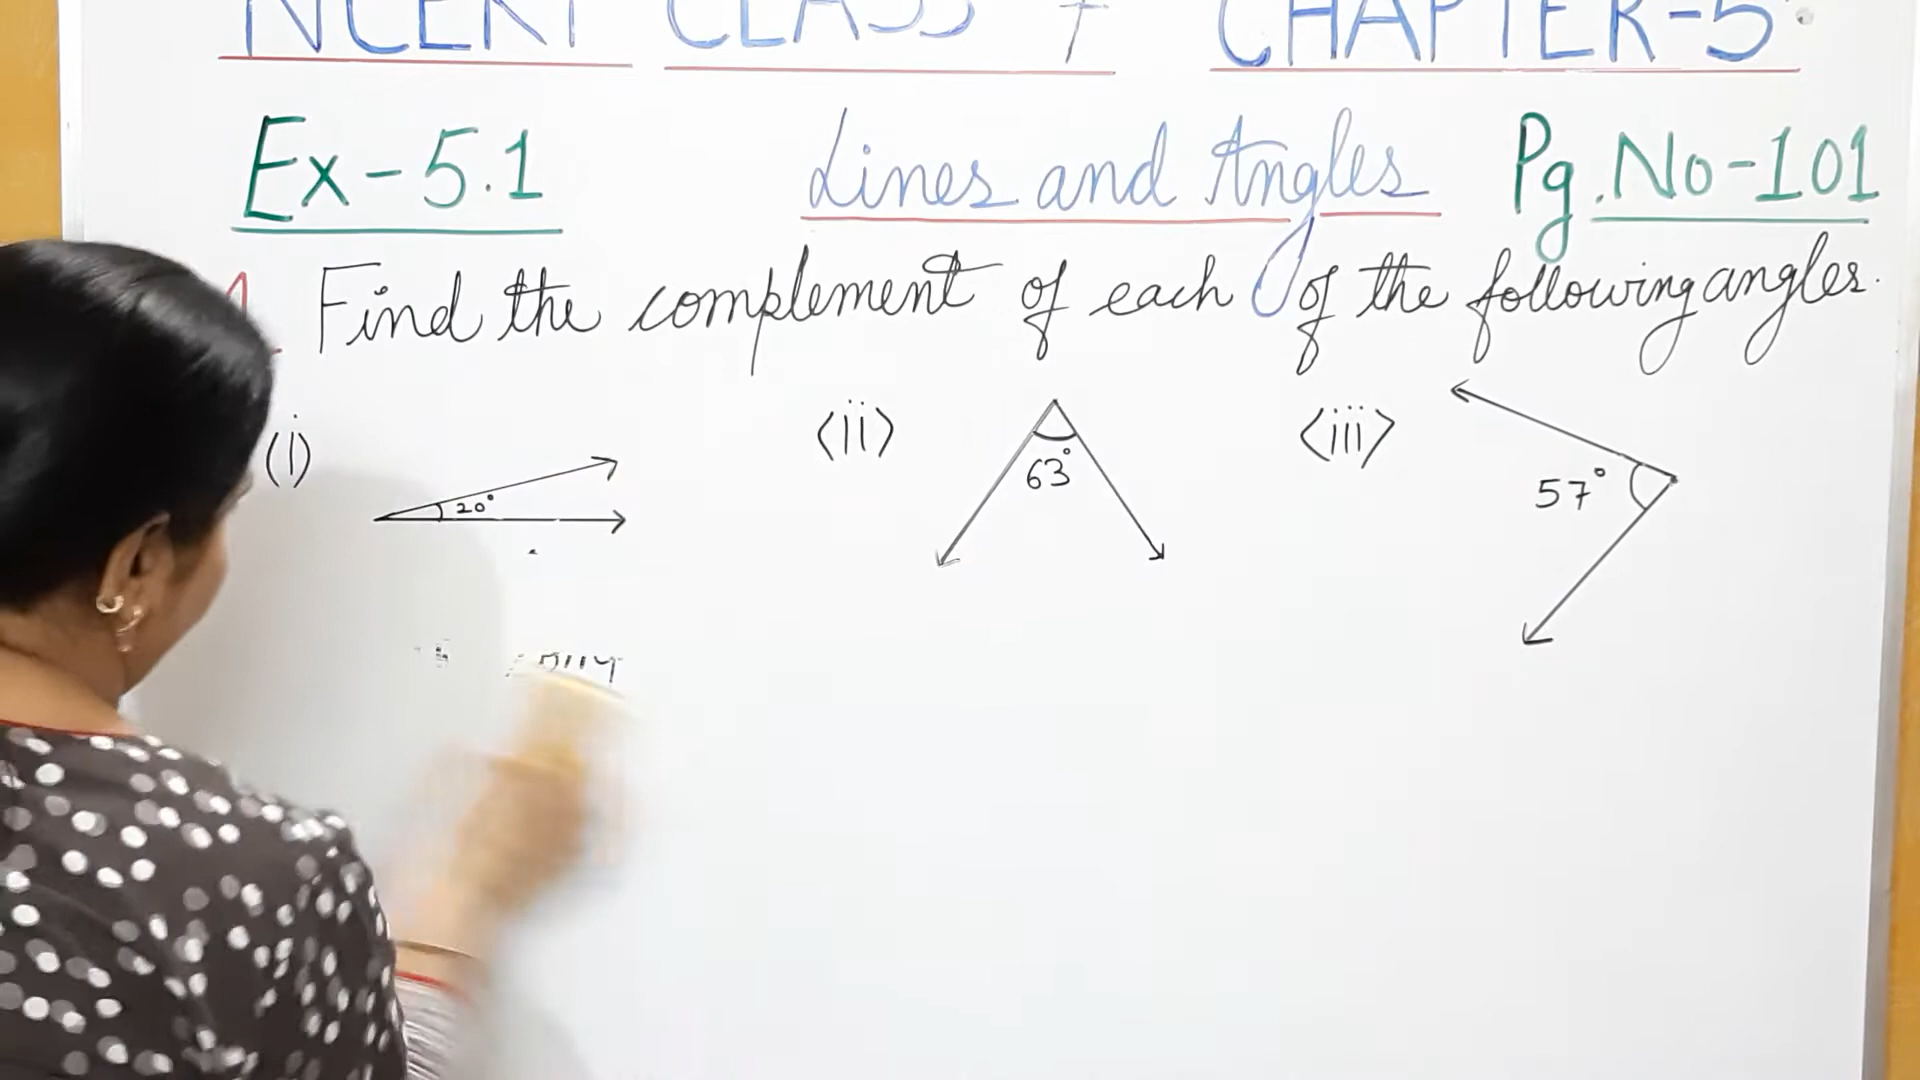 NCERT CLASS 7 CHAPTER-5
Ex-5.1 Lines and Angles Pg.No-101
1. Find the complement of each of the following angles.
(i) (ii) (iii)
20° 63° 57°